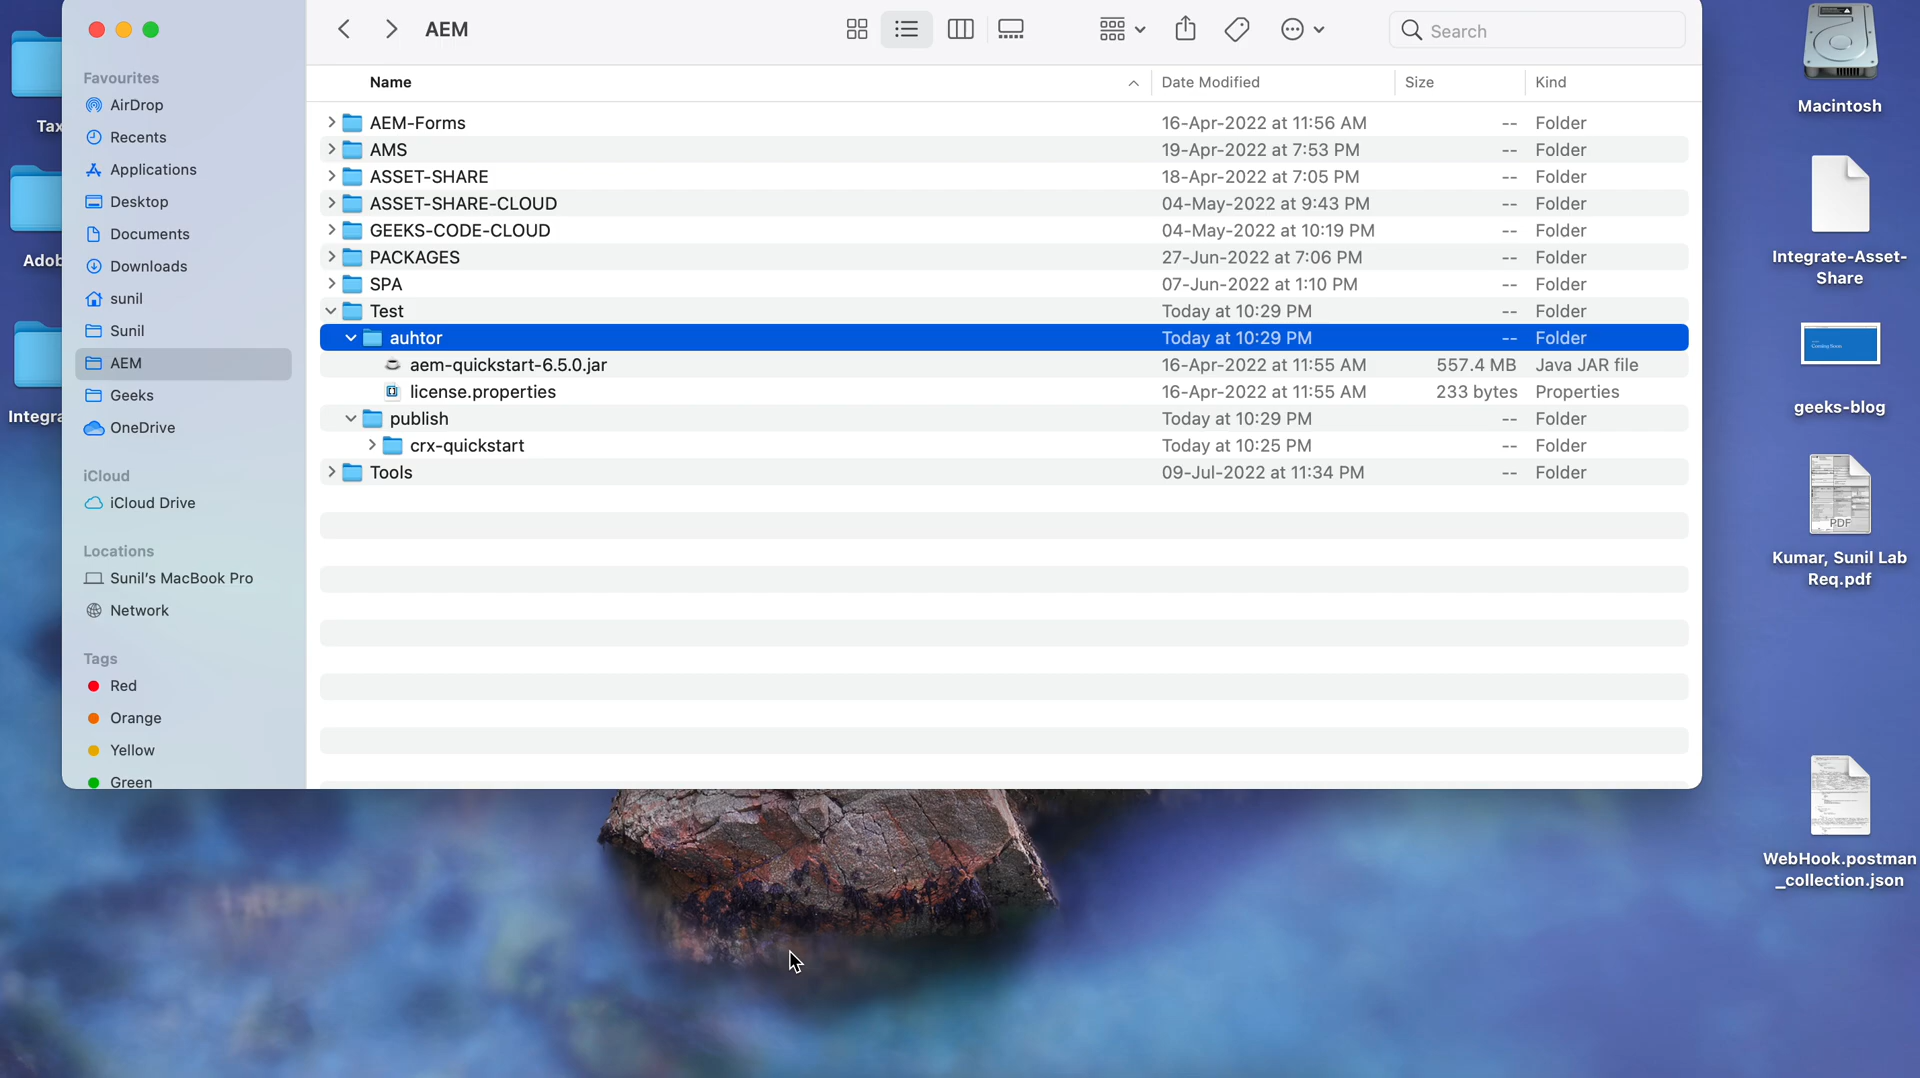 AEM
Search
Favourites
AirDrop
Recents
Applications
Desktop
Documents
Downloads
sunil
Sunil
AEM
Geeks
OneDrive
iCloud
iCloud Drive
Locations
Sunil's MacBook Pro
Network
Tags
Red
Orange
Yellow
Green
Name Date Modified Size Kind
AEM-Forms 16-Apr-2022 at 11:56 AM -- Folder
AMS 19-Apr-2022 at 7:53 PM -- Folder
ASSET-SHARE 18-Apr-2022 at 7:05 PM -- Folder
ASSET-SHARE-CLOUD 04-May-2022 at 9:43 PM -- Folder
GEEKS-CODE-CLOUD 04-May-2022 at 10:19 PM -- Folder
PACKAGES 27-Jun-2022 at 7:06 PM -- Folder
SPA 07-Jun-2022 at 1:10 PM -- Folder
Test Today at 10:29 PM -- Folder
auhtor Today at 10:29 PM -- Folder
aem-quickstart-6.5.0.jar 16-Apr-2022 at 11:55 AM 557.4 MB Java JAR file
license.properties 16-Apr-2022 at 11:55 AM 233 bytes Properties
publish Today at 10:29 PM -- Folder
crx-quickstart Today at 10:25 PM -- Folder
Tools 09-Jul-2022 at 11:34 PM -- Folder
Tax
Adob
Integra
Macintosh
Integrate-Asset-
Share
Coming Soon
geeks-blog
PDF
Kumar, Sunil Lab
Req.pdf
WebHook.postman
_collection.json